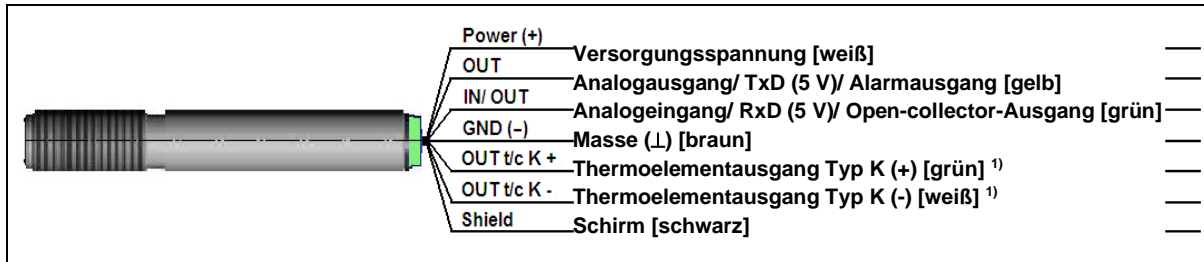 Power (+) Versorgungsspannung [weiß]
OUT Analogausgang/ TxD (5 V)/ Alarmausgang [gelb]
IN/ OUT Analogeingang/ RxD (5 V)/ Open-collector-Ausgang [grün]
GND (–) Masse (⊥) [braun]
OUT t/c K + Thermoelementausgang Typ K (+) [grün] ¹⁾
OUT t/c K - Thermoelementausgang Typ K (-) [weiß] ¹⁾
Shield Schirm [schwarz]